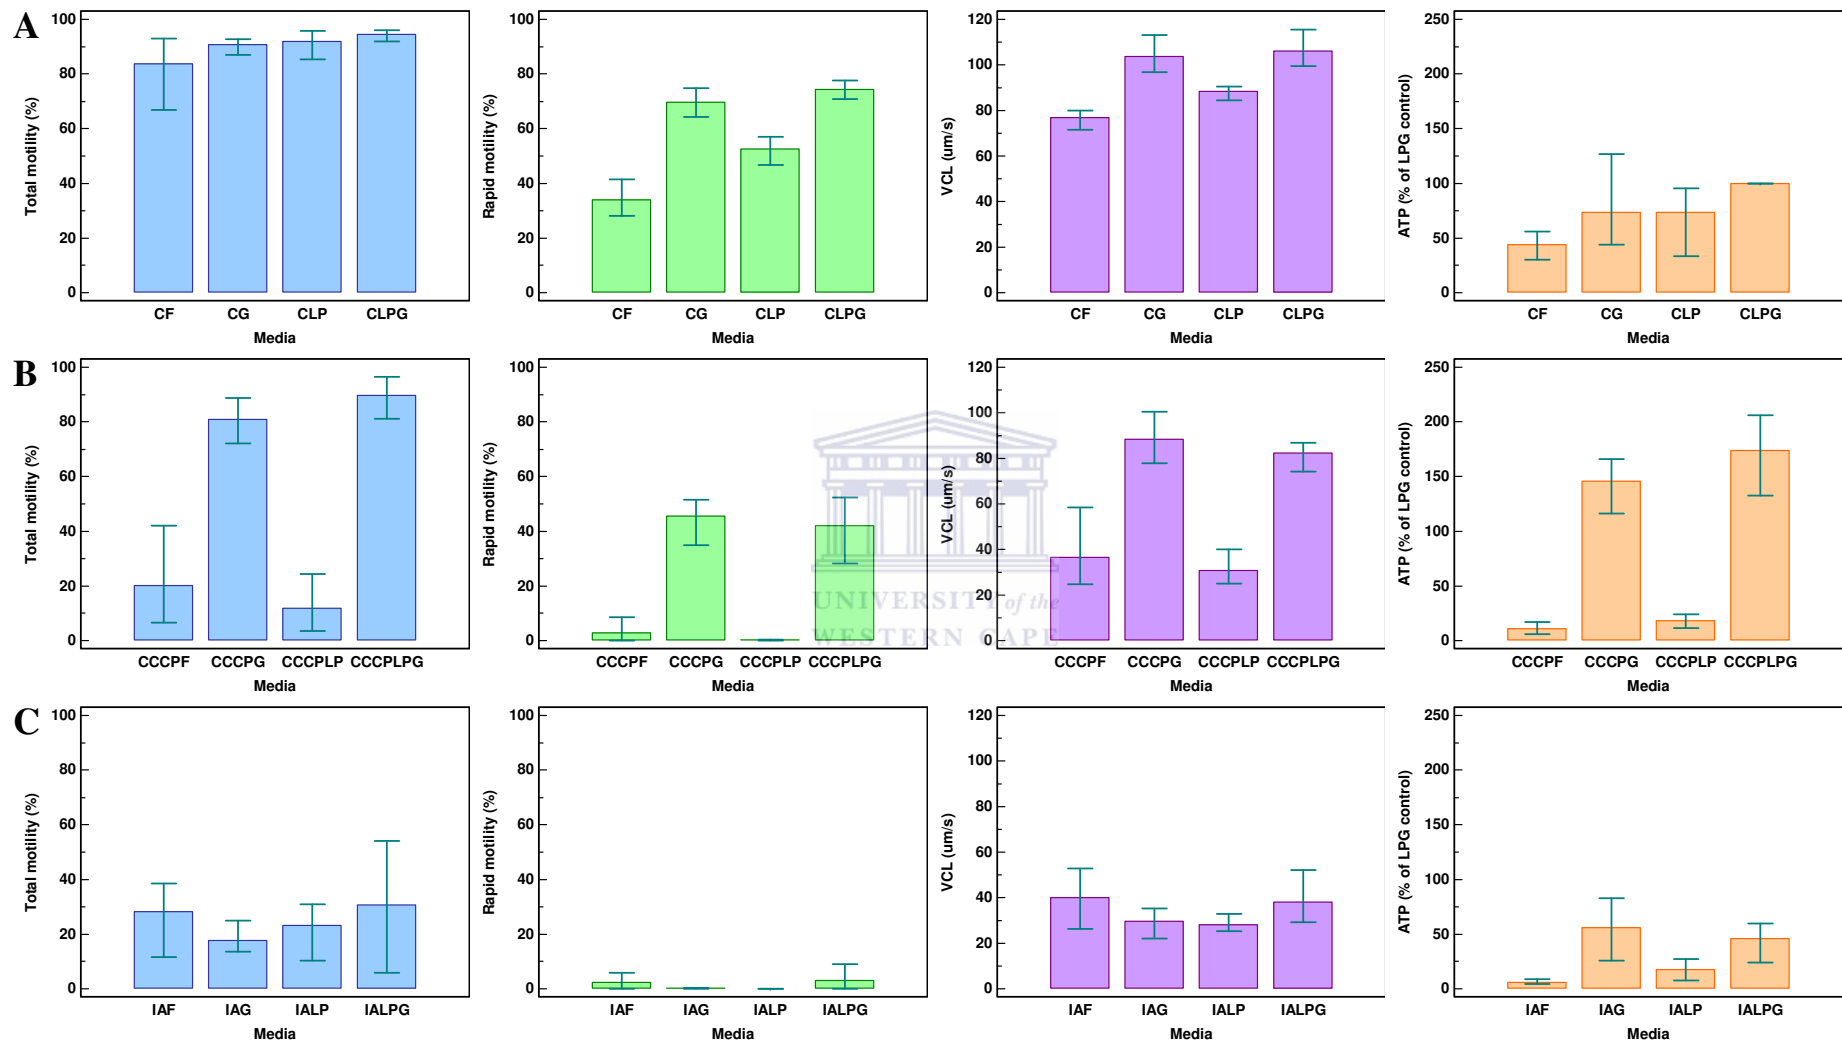 A
Total motility (%)
100
80
60
40
20
0
CF CG CLP CLPG
Media
Rapid motility (%)
100
80
60
40
20
0
CF CG CLP CLPG
Media
VCL (um/s)
120
100
80
60
40
20
0
CF CG CLP CLPG
Media
ATP (% of LPG control)
250
200
150
100
50
0
CF CG CLP CLPG
Media
B
Total motility (%)
100
80
60
40
20
0
CCCPF CCCPG CCCPLP CCCPLPG
Media
Rapid motility (%)
100
80
60
40
20
0
CCCPF CCCPG CCCPLP CCCPLPG
Media
UNIVERSITY of the
WESTERN CAPE
VCL (um/s)
120
100
80
60
40
20
0
CCCPF CCCPG CCCPLP CCCPLPG
Media
ATP (% of LPG control)
250
200
150
100
50
0
CCCPF CCCPG CCCPLP CCCPLPG
Media
C
Total motility (%)
100
80
60
40
20
0
IAF IAG IALP IALPG
Media
Rapid motility (%)
100
80
60
40
20
0
IAF IAG IALP IALPG
Media
VCL (um/s)
120
100
80
60
40
20
0
IAF IAG IALP IALPG
Media
ATP (% of LPG control)
250
200
150
100
50
0
IAF IAG IALP IALPG
Media